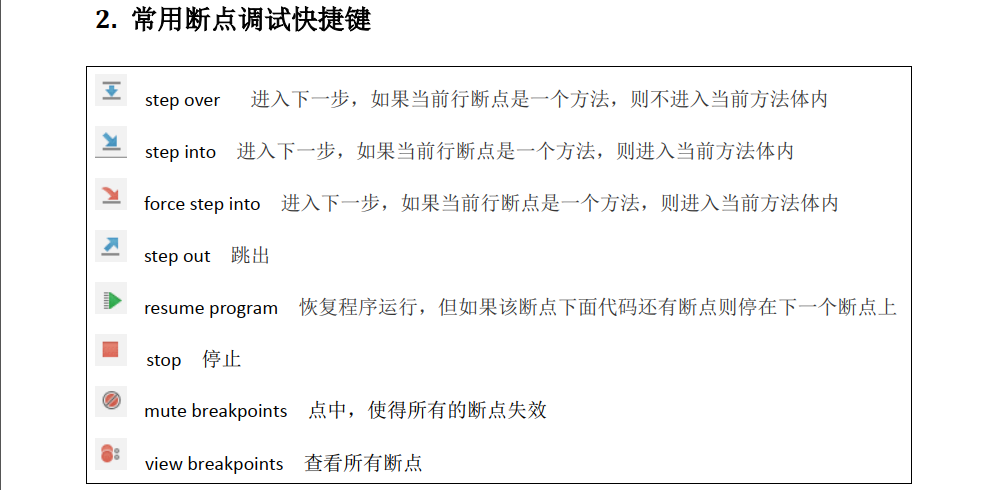 2. 常用断点调试快捷键
step over 进入下一步，如果当前行断点是一个方法，则不进入当前方法体内
step into 进入下一步，如果当前行断点是一个方法，则进入当前方法体内
force step into 进入下一步，如果当前行断点是一个方法，则进入当前方法体内
step out 跳出
resume program 恢复程序运行，但如果该断点下面代码还有断点则停在下一个断点上
stop 停止
mute breakpoints 点中，使得所有的断点失效
view breakpoints 查看所有断点